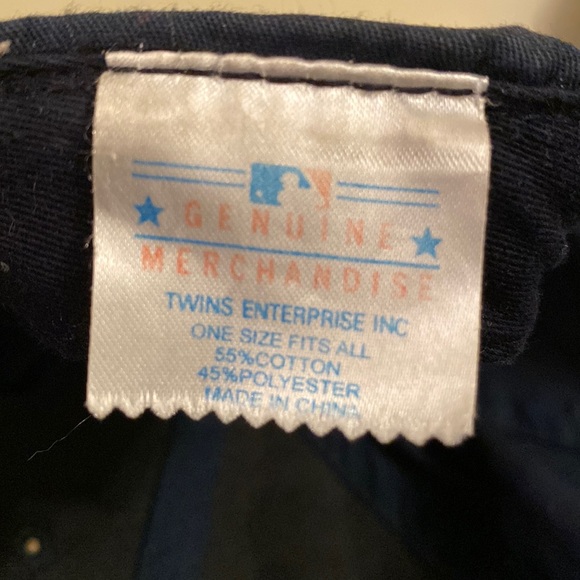 GENUINE
MERCHANDISE
TWINS ENTERPRISE INC
ONE SIZE FITS ALL
55%COTTON
45%POLYESTER
MADE IN CHINA